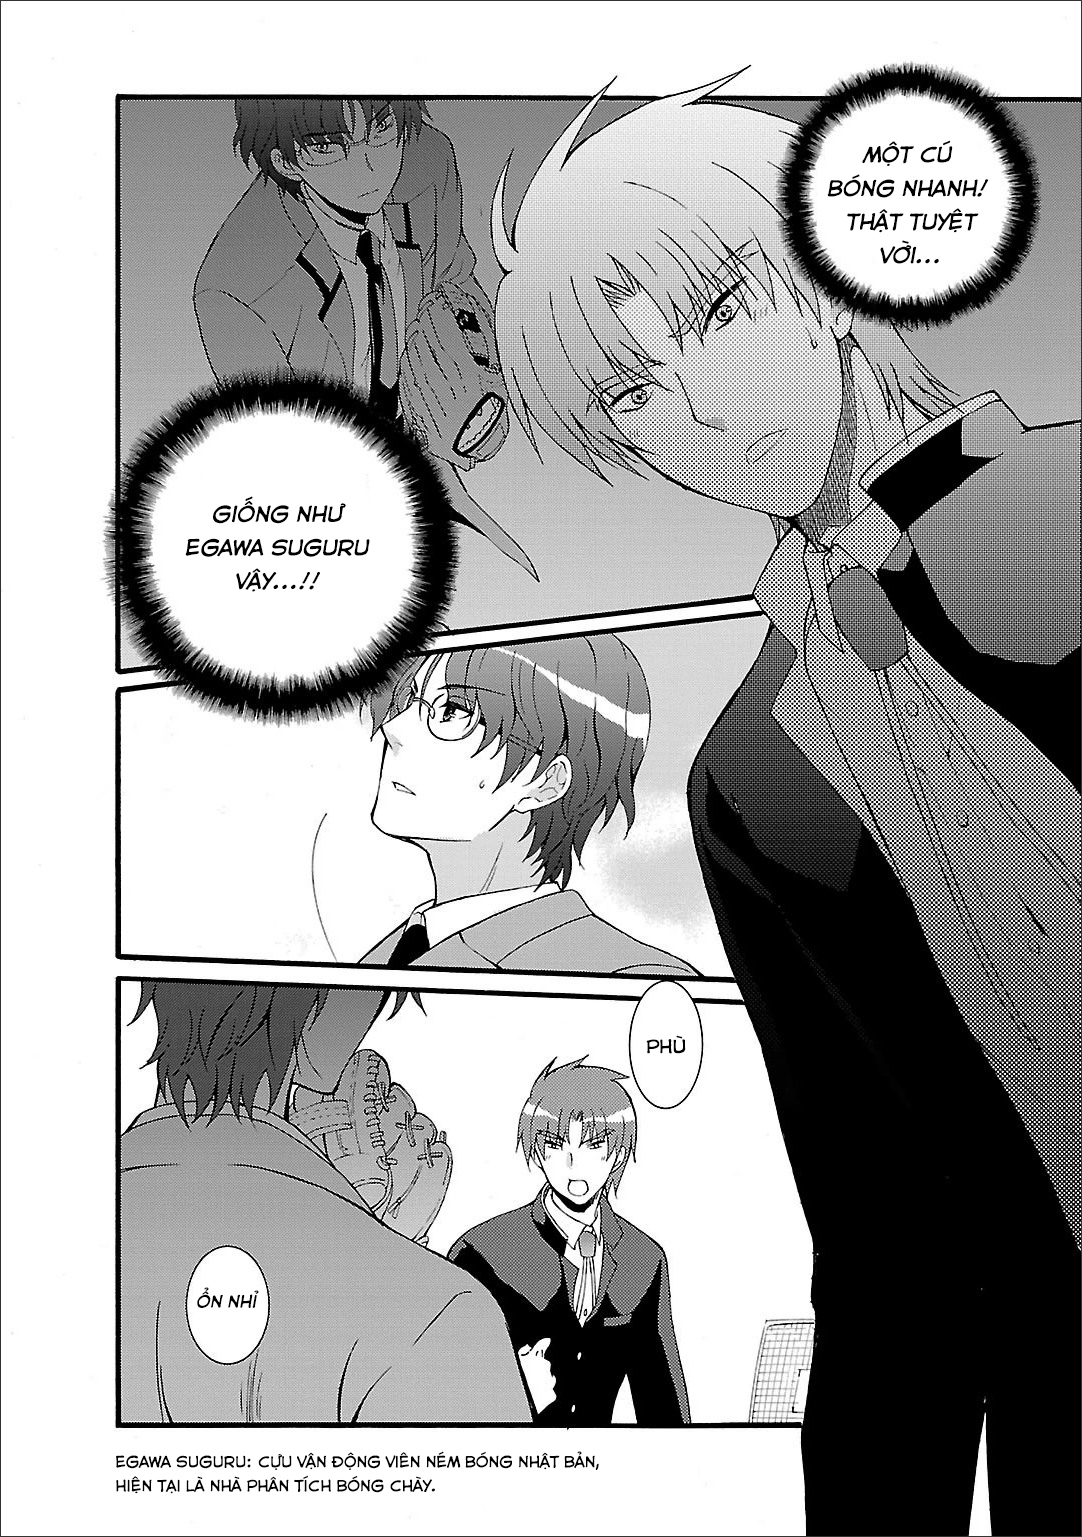 MỘT CÚ
BÓNG NHANH!
THẬT TUYỆT
VỜI...
GIỐNG NHƯ
EGAWA SUGURU
VẬY...!!
PHÙ
ỔN NHỈ
EGAWA SUGURU: CỰU VẬN ĐỘNG VIÊN NÉM BÓNG NHẬT BẢN,
HIỆN TẠI LÀ NHÀ PHÂN TÍCH BÓNG CHÀY.